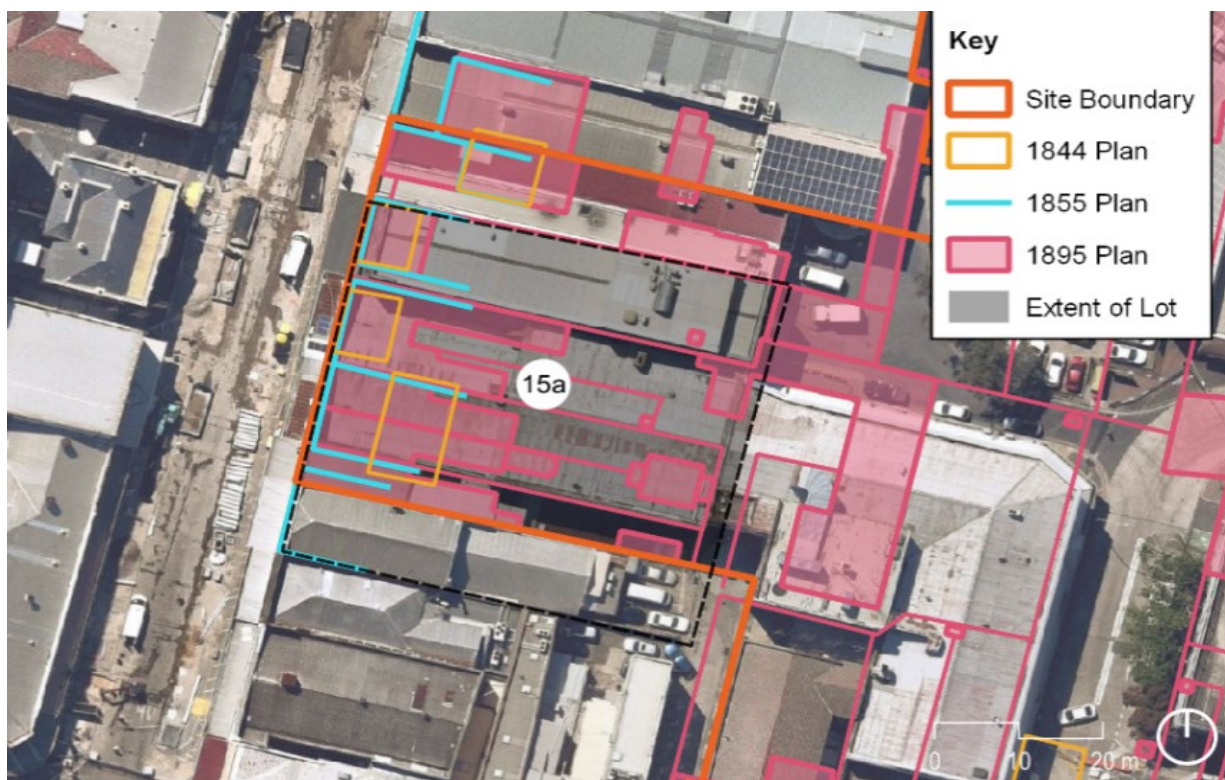 Key
Site Boundary
1844 Plan
1855 Plan
1895 Plan
Extent of Lot
15a
0 10 20 m